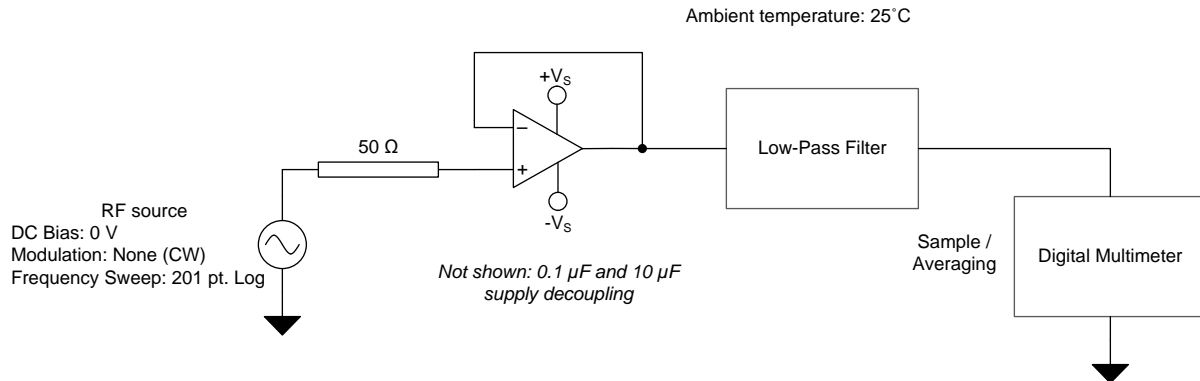 Ambient temperature: 25˚C
+VS
50 Ω
−
+
-VS
Low-Pass Filter
RF source
DC Bias: 0 V
Modulation: None (CW)
Frequency Sweep: 201 pt. Log
Not shown: 0.1 µF and 10 µF
supply decoupling
Sample /
Averaging
Digital Multimeter